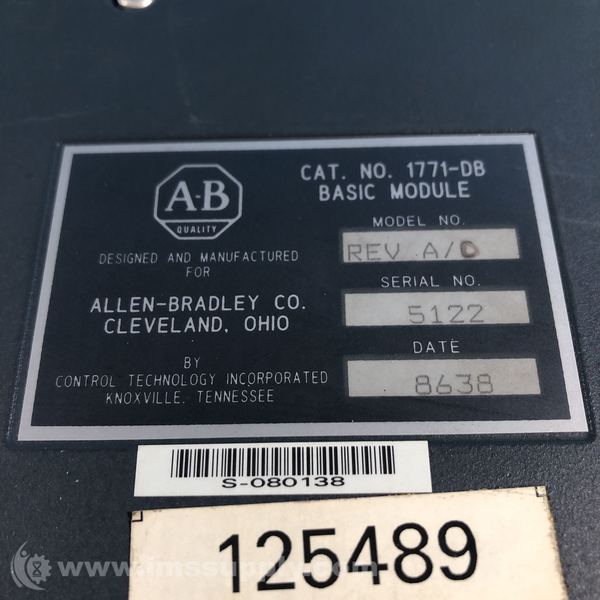 A·B
QUALITY
CAT. NO. 1771-DB
BASIC MODULE
MODEL NO.
REV A/D
DESIGNED AND MANUFACTURED
FOR
SERIAL NO.
5122
ALLEN-BRADLEY CO.
CLEVELAND, OHIO
DATE
8638
BY
CONTROL TECHNOLOGY INCORPORATED
KNOXVILLE, TENNESSEE
S-080138
125489
www.imssupply.com